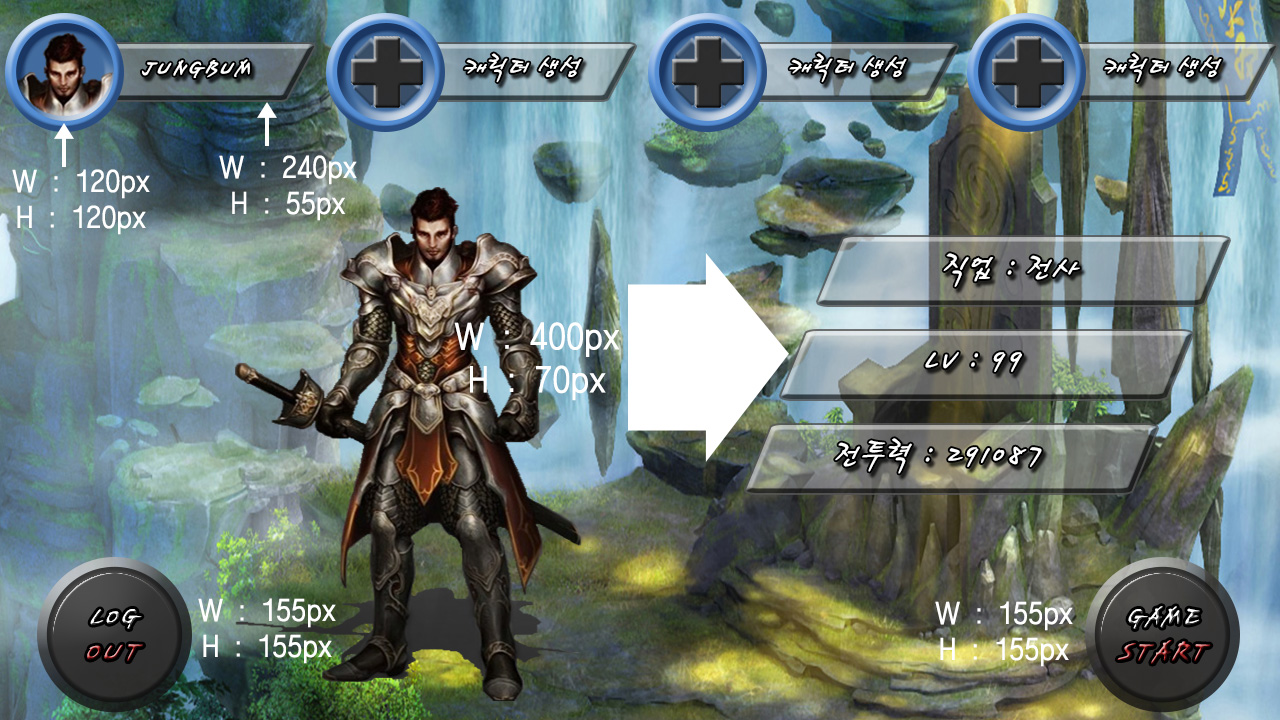 JUNGBUM
캐릭터 생성
캐릭터 생성
캐릭터 생성
W : 120px
H : 120px
W : 240px
H : 55px
직업 : 전사
W : 400px
H : 70px
LV : 99
전투력 : 291087
LOG
OUT
W : 155px
H : 155px
W : 155px
H : 155px
GAME
START